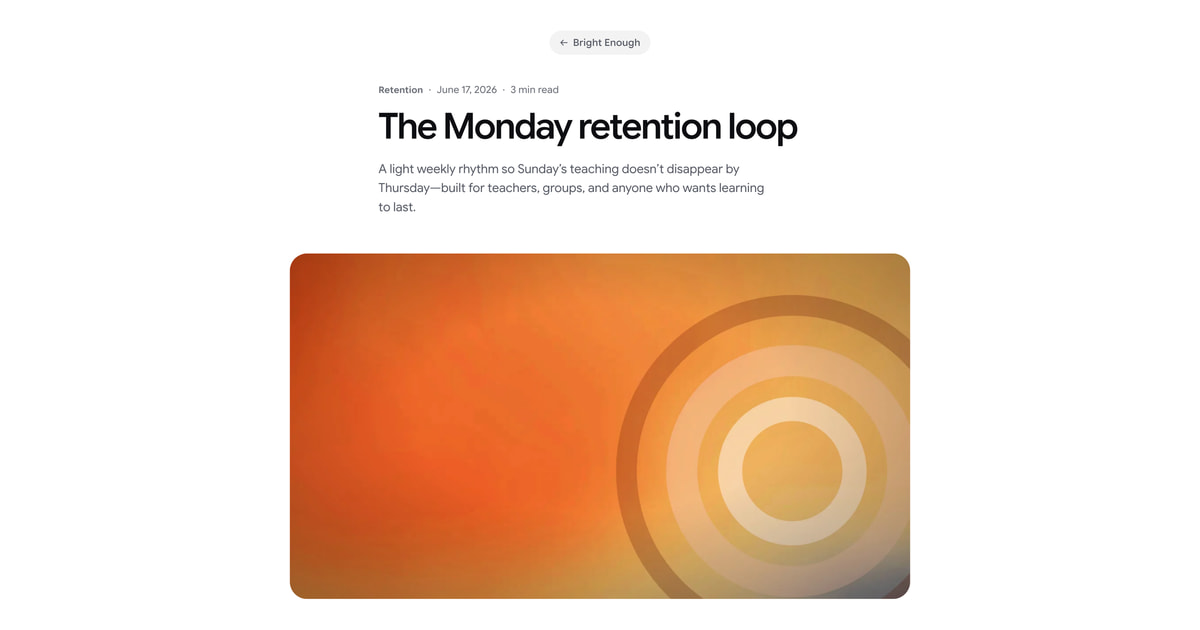 ← Bright Enough
Retention · June 17, 2026 · 3 min read
The Monday retention loop
A light weekly rhythm so Sunday’s teaching doesn’t disappear by
Thursday—built for teachers, groups, and anyone who wants learning
to last.